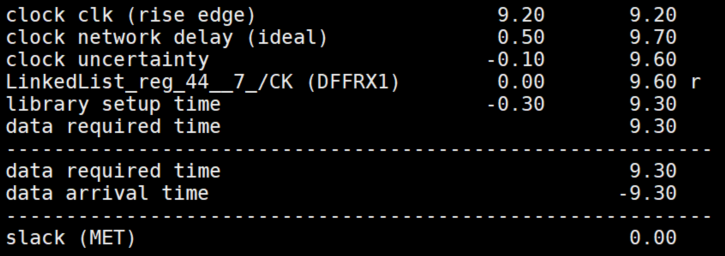 clock clk (rise edge) 9.20 9.20
clock network delay (ideal) 0.50 9.70
clock uncertainty -0.10 9.60
LinkedList_reg_44__7_/CK (DFFRX1) 0.00 9.60 r
library setup time -0.30 9.30
data required time 9.30
------------------------------------------------------------
data required time 9.30
data arrival time -9.30
------------------------------------------------------------
slack (MET) 0.00